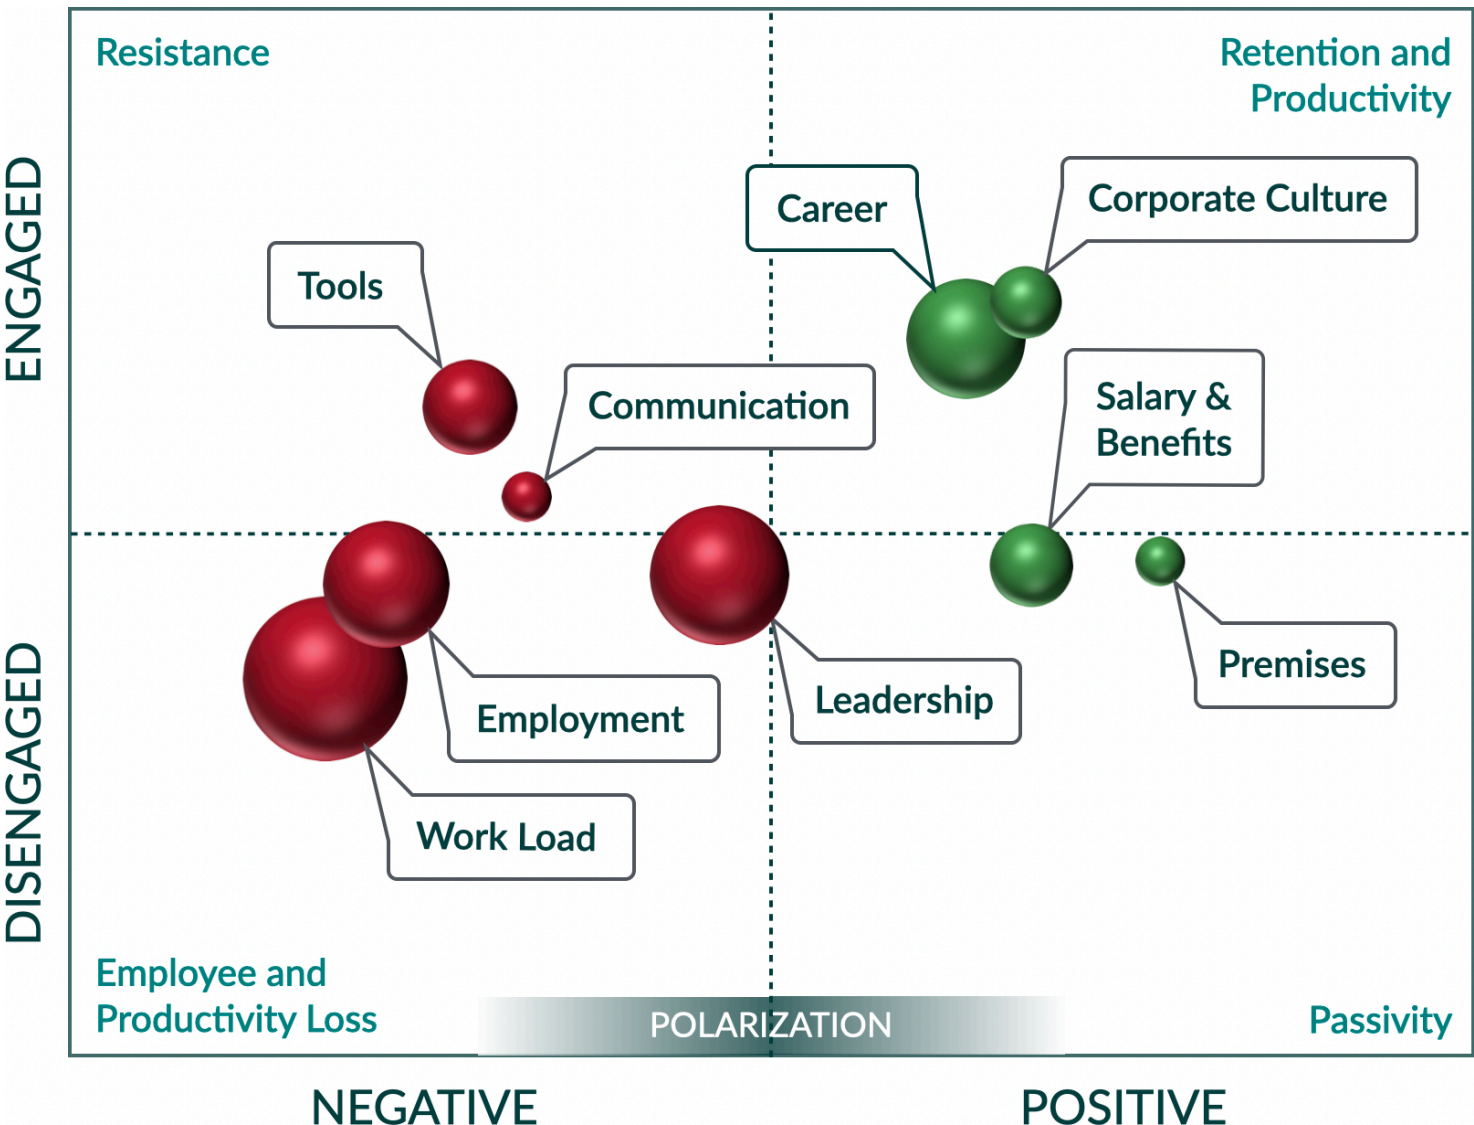 Resistance
Retention and
Productivity
ENGAGED
Career
Corporate Culture
Tools
Communication
Salary &
Benefits
Leadership
Premises
Employment
Work Load
DISENGAGED
Employee and
Productivity Loss
POLARIZATION
Passivity
NEGATIVE
POSITIVE